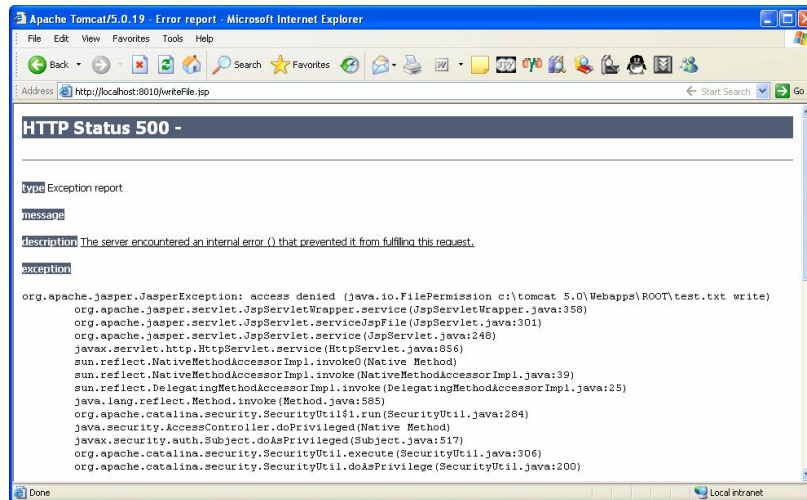 Apache Tomcat/5.0.19 - Error report - Microsoft Internet Explorer
File Edit View Favorites Tools Help
Back Search Favorites
Address http://localhost:8010/writeFile.jsp Start Search Go
HTTP Status 500 -
type Exception report
message
description The server encountered an internal error () that prevented it from fulfilling this request.
exception
org.apache.jasper.JasperException: access denied (java.io.FilePermission c:\tomcat 5.0\Webapps\ROOT\test.txt write)
org.apache.jasper.servlet.JspServletWrapper.service(JspServletWrapper.java:358)
org.apache.jasper.servlet.JspServlet.serviceJspFile(JspServlet.java:301)
org.apache.jasper.servlet.JspServlet.service(JspServlet.java:248)
javax.servlet.http.HttpServlet.service(HttpServlet.java:856)
sun.reflect.NativeMethodAccessorImpl.invoke0(Native Method)
sun.reflect.NativeMethodAccessorImpl.invoke(NativeMethodAccessorImpl.java:39)
sun.reflect.DelegatingMethodAccessorImpl.invoke(DelegatingMethodAccessorImpl.java:25)
java.lang.reflect.Method.invoke(Method.java:585)
org.apache.catalina.security.SecurityUtil$1.run(SecurityUtil.java:284)
java.security.AccessController.doPrivileged(Native Method)
javax.security.auth.Subject.doAsPrivileged(Subject.java:517)
org.apache.catalina.security.SecurityUtil.execute(SecurityUtil.java:306)
org.apache.catalina.security.SecurityUtil.doAsPrivilege(SecurityUtil.java:200)
Done Local intranet